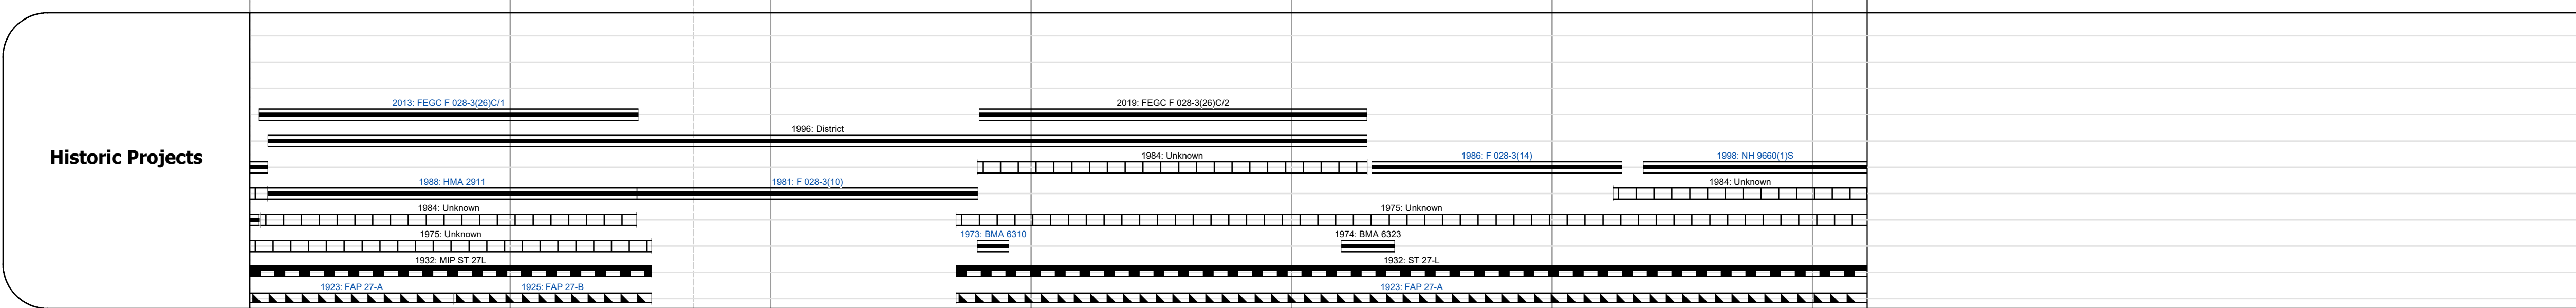 2013: FEGC F 028-3(26)C/1
2019: FEGC F 028-3(26)C/2
1996: District
Historic Projects
1984: Unknown
1986: F 028-3(14)
1998: NH 9660(1)S
1988: HMA 2911
1981: F 028-3(10)
1984: Unknown
1984: Unknown
1975: Unknown
1975: Unknown
1973: BMA 6310
1974: BMA 6323
1932: MIP ST 27L
1932: ST 27-L
1923: FAP 27-A
1925: FAP 27-B
1923: FAP 27-A